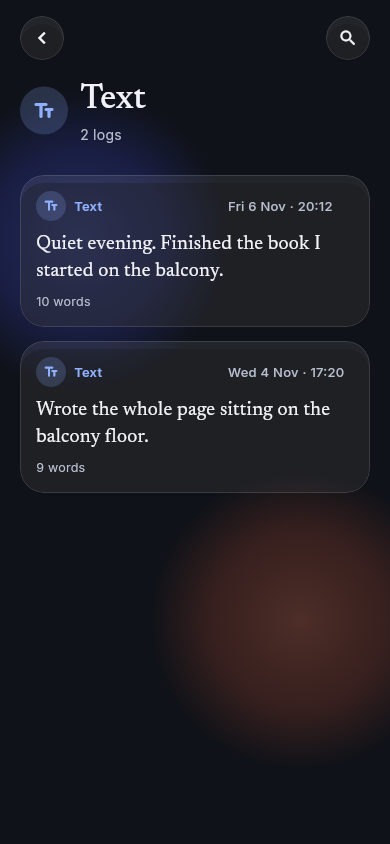 Text
2 logs
Text
Fri 6 Nov · 20:12
Quiet evening. Finished the book I
started on the balcony.
10 words
Text
Wed 4 Nov · 17:20
Wrote the whole page sitting on the
balcony floor.
9 words